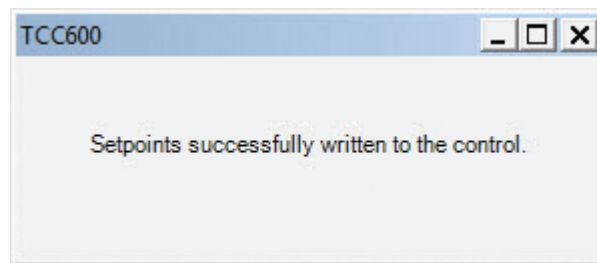 TCC600
Setpoints successfully written to the control.